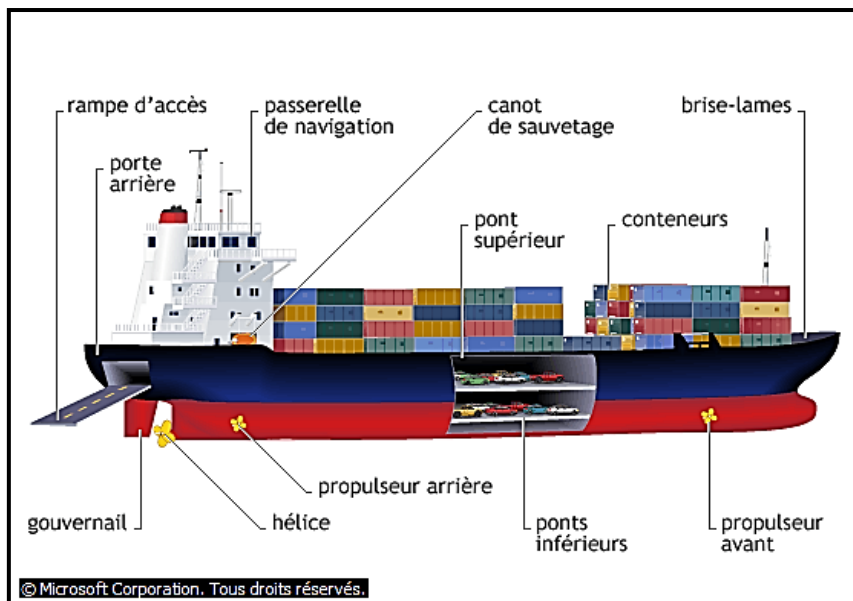 rampe d'accès
passerelle
de navigation
canot
de sauvetage
brise-lames
porte
arrière
pont
supérieur
conteneurs
propulseur arrière
gouvernail
hélice
ponts
inférieurs
propulseur
avant
© Microsoft Corporation. Tous droits réservés.